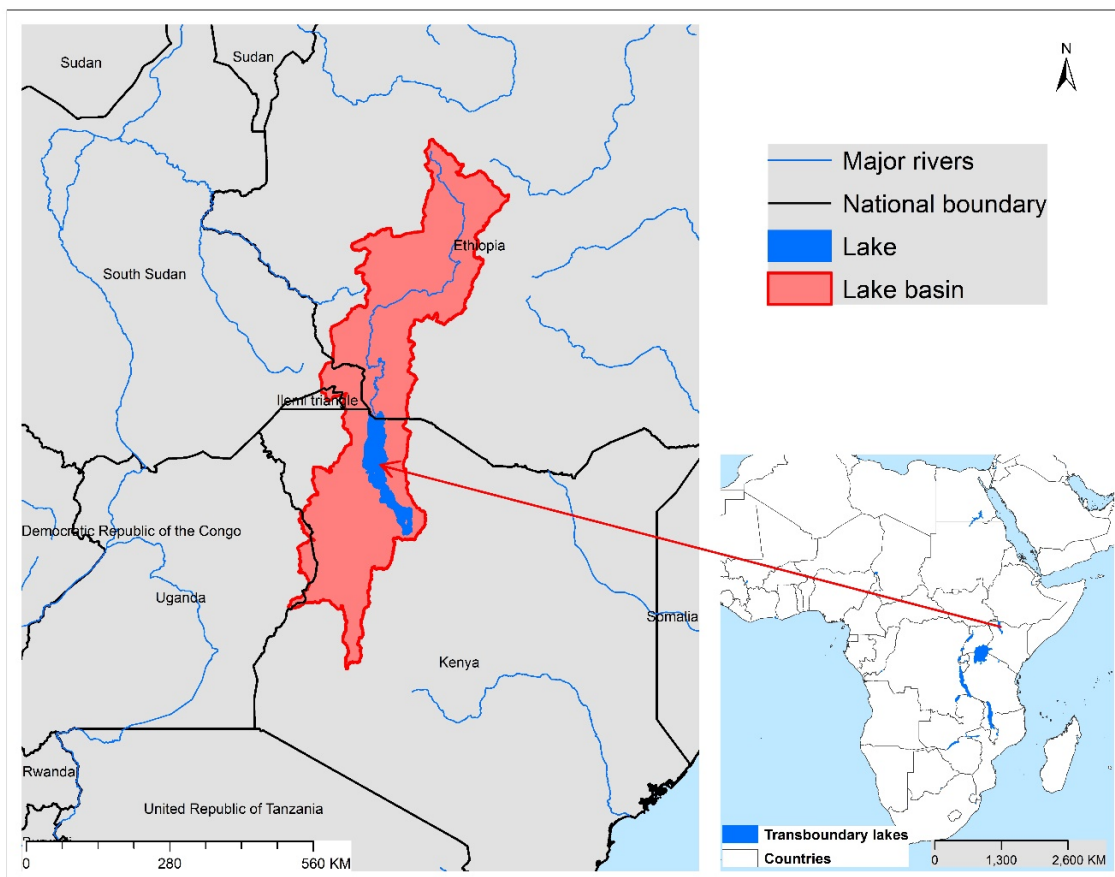 Sudan
Sudan
N
Major rivers
National boundary
Lake
Lake basin
Ethiopia
South Sudan
Ilemi triangle
Democratic Republic of the Congo
Uganda
Somalia
Kenya
Rwanda
United Republic of Tanzania
0 280 560 KM
Transboundary lakes
Countries
0 1,300 2,600 KM